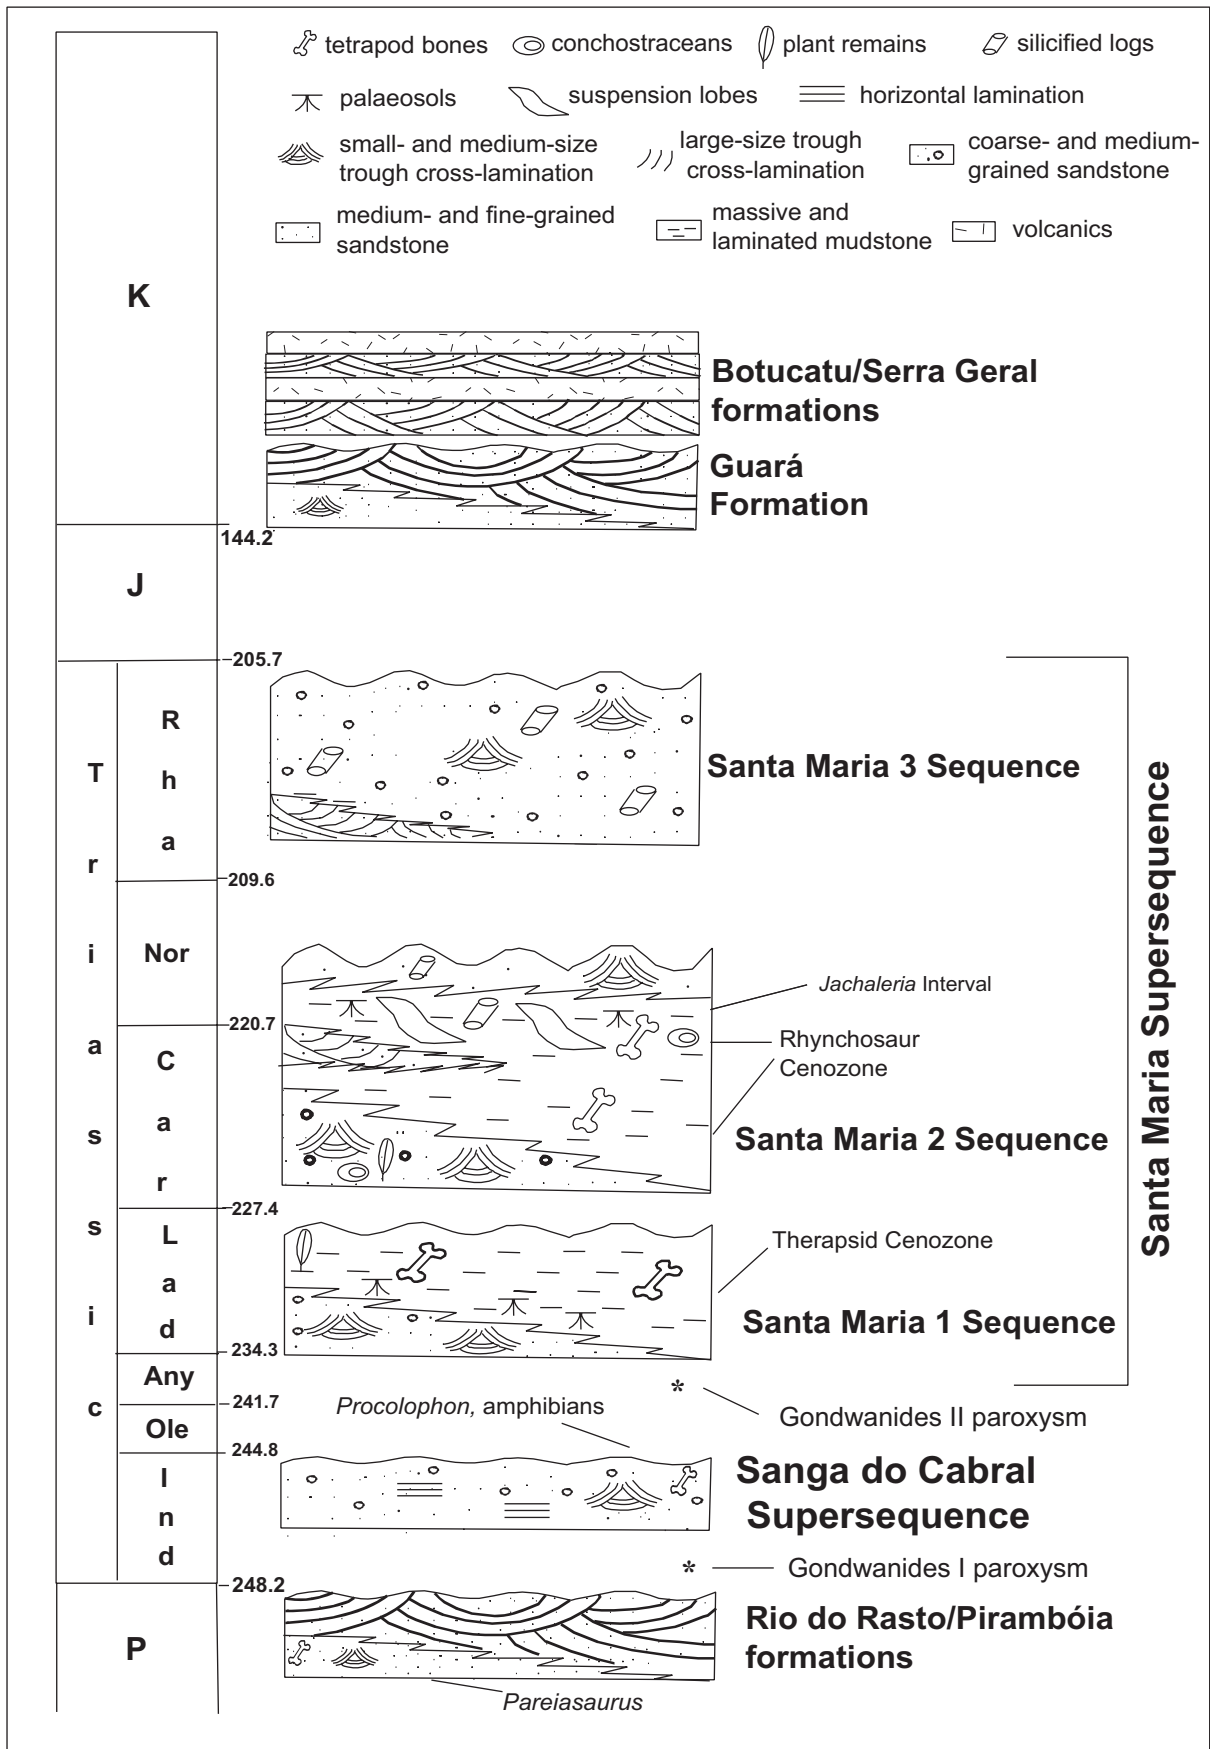 tetrapod bones
conchostraceans
plant remains
silicified logs
palaeosols
suspension lobes
horizontal lamination
small- and medium-size
trough cross-lamination
large-size trough
cross-lamination
coarse- and medium-
grained sandstone
medium- and fine-grained
sandstone
massive and
laminated mudstone
volcanics
K
Botucatu/Serra Geral
formations
Guará
Formation
144.2
J
205.7
Triassic
Rha
Santa Maria 3 Sequence
209.6
Nor
Jachaleria Interval
220.7
Rhynchosaur
Cenozone
Car
Santa Maria 2 Sequence
Santa Maria Supersequence
227.4
Lad
Therapsid Cenozone
Santa Maria 1 Sequence
234.3
Any
*
Gondwanides II paroxysm
241.7
Procolophon, amphibians
Ole
244.8
Ind
Sanga do Cabral
Supersequence
*
Gondwanides I paroxysm
248.2
P
Rio do Rasto/Pirambóia
formations
Pareiasaurus